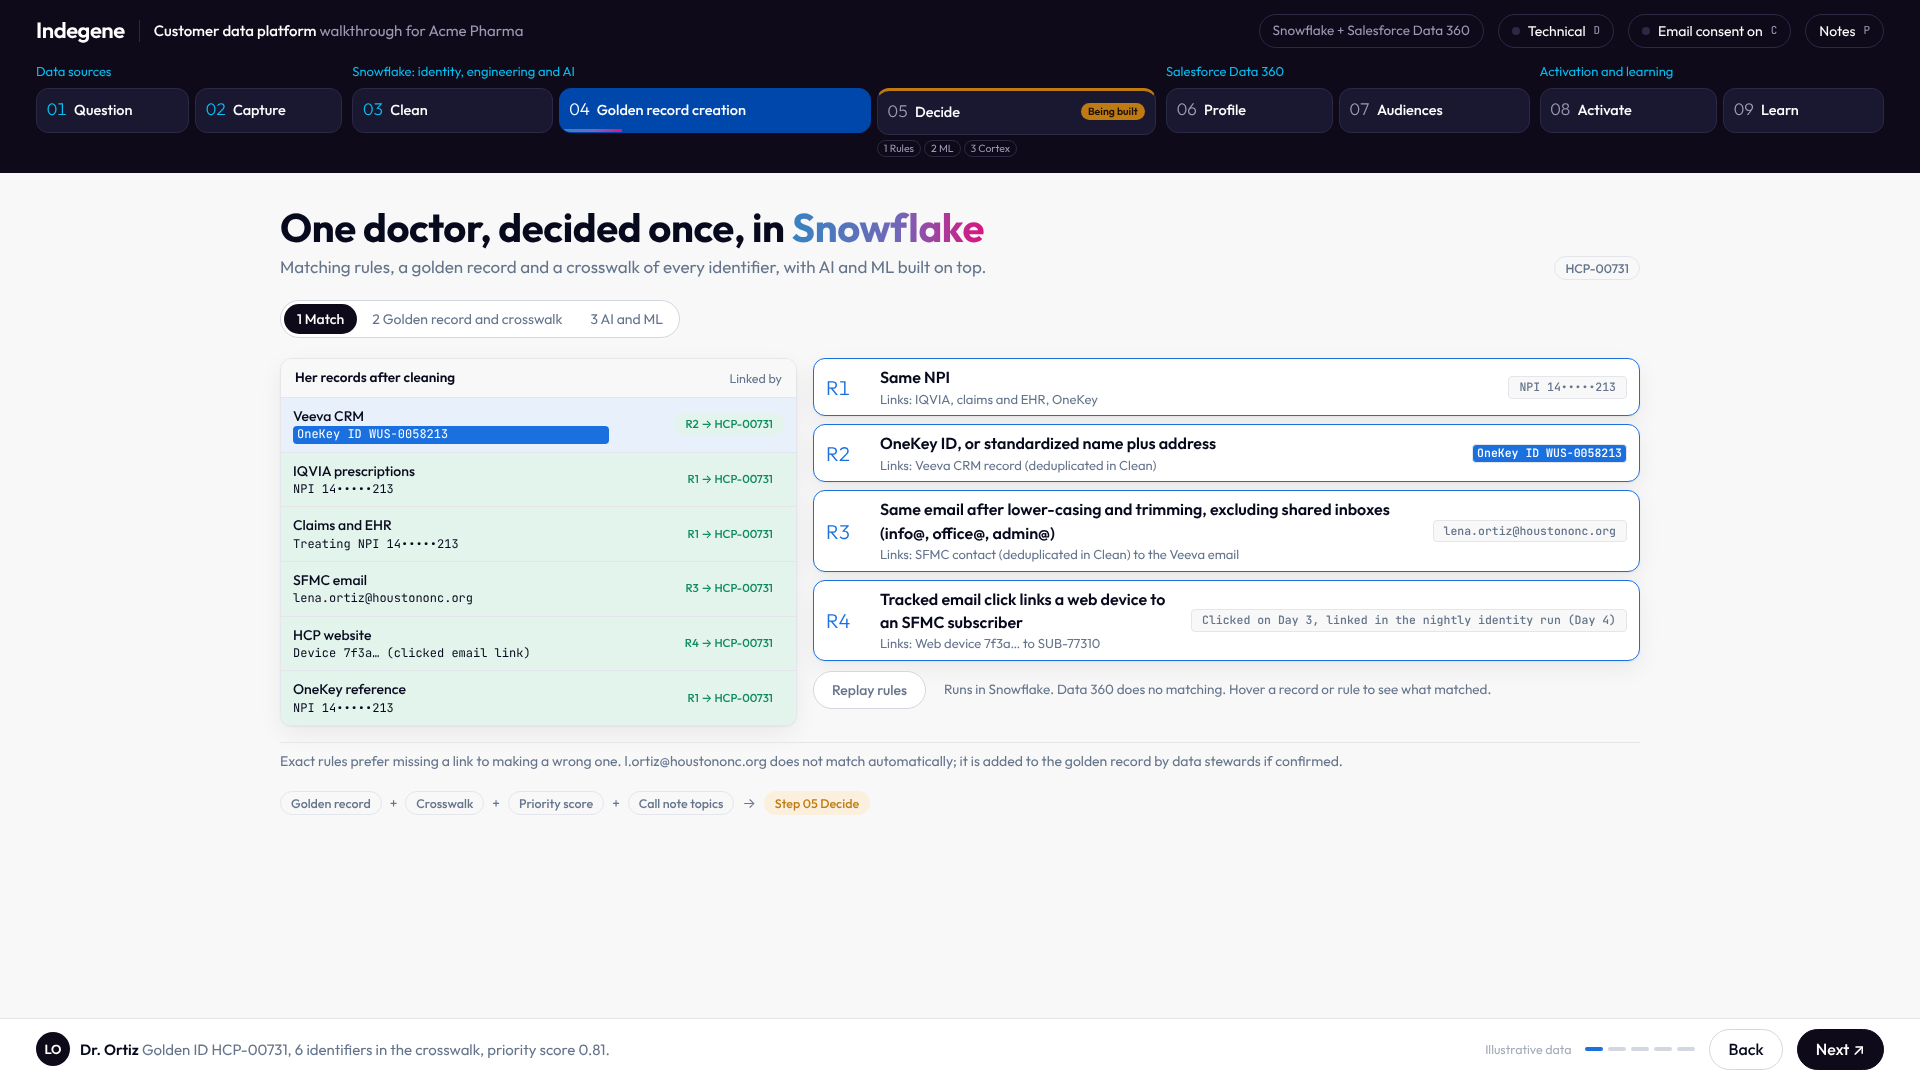 Indegene
Customer data platform walkthrough for Acme Pharma
Snowflake + Salesforce Data 360
Technical D
Email consent on C
Notes P
Data sources
Snowflake: identity, engineering and AI
Salesforce Data 360
Activation and learning
01 Question
02 Capture
03 Clean
04 Golden record creation
05 Decide Being built
06 Profile
07 Audiences
08 Activate
09 Learn
1 Rules
2 ML
3 Cortex
One doctor, decided once, in Snowflake
Matching rules, a golden record and a crosswalk of every identifier, with AI and ML built on top.
HCP-00731
1 Match
2 Golden record and crosswalk
3 AI and ML
Her records after cleaning
Linked by
Veeva CRM
OneKey ID WUS-0058213
R2 → HCP-00731
IQVIA prescriptions
NPI 14•••••213
R1 → HCP-00731
Claims and EHR
Treating NPI 14•••••213
R1 → HCP-00731
SFMC email
lena.ortiz@houstononc.org
R3 → HCP-00731
HCP website
Device 7f3a… (clicked email link)
R4 → HCP-00731
OneKey reference
NPI 14•••••213
R1 → HCP-00731
R1
Same NPI
Links: IQVIA, claims and EHR, OneKey
NPI 14•••••213
R2
OneKey ID, or standardized name plus address
Links: Veeva CRM record (deduplicated in Clean)
OneKey ID WUS-0058213
R3
Same email after lower-casing and trimming, excluding shared inboxes
(info@, office@, admin@)
Links: SFMC contact (deduplicated in Clean) to the Veeva email
lena.ortiz@houstononc.org
R4
Tracked email click links a web device to
an SFMC subscriber
Links: Web device 7f3a… to SUB-77310
Clicked on Day 3, linked in the nightly identity run (Day 4)
Replay rules
Runs in Snowflake. Data 360 does no matching. Hover a record or rule to see what matched.
Exact rules prefer missing a link to making a wrong one. l.ortiz@houstononc.org does not match automatically; it is added to the golden record by data stewards if confirmed.
Golden record + Crosswalk + Priority score + Call note topics → Step 05 Decide
LO
Dr. Ortiz Golden ID HCP-00731, 6 identifiers in the crosswalk, priority score 0.81.
Illustrative data
Back
Next ↗